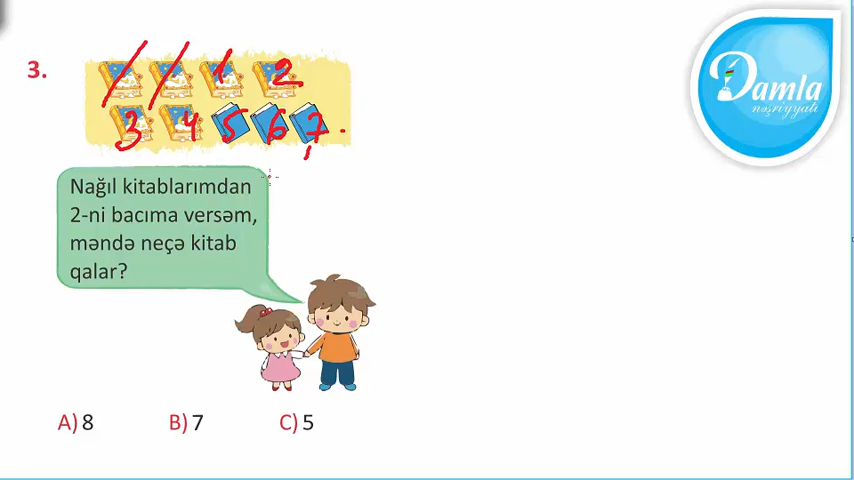 3.
1 2
3 4 5 6 7
Damla
nəşriyyatı
Nağıl kitablarımdan
2-ni bacıma versəm,
məndə neçə kitab
qalar?
A) 8 B) 7 C) 5